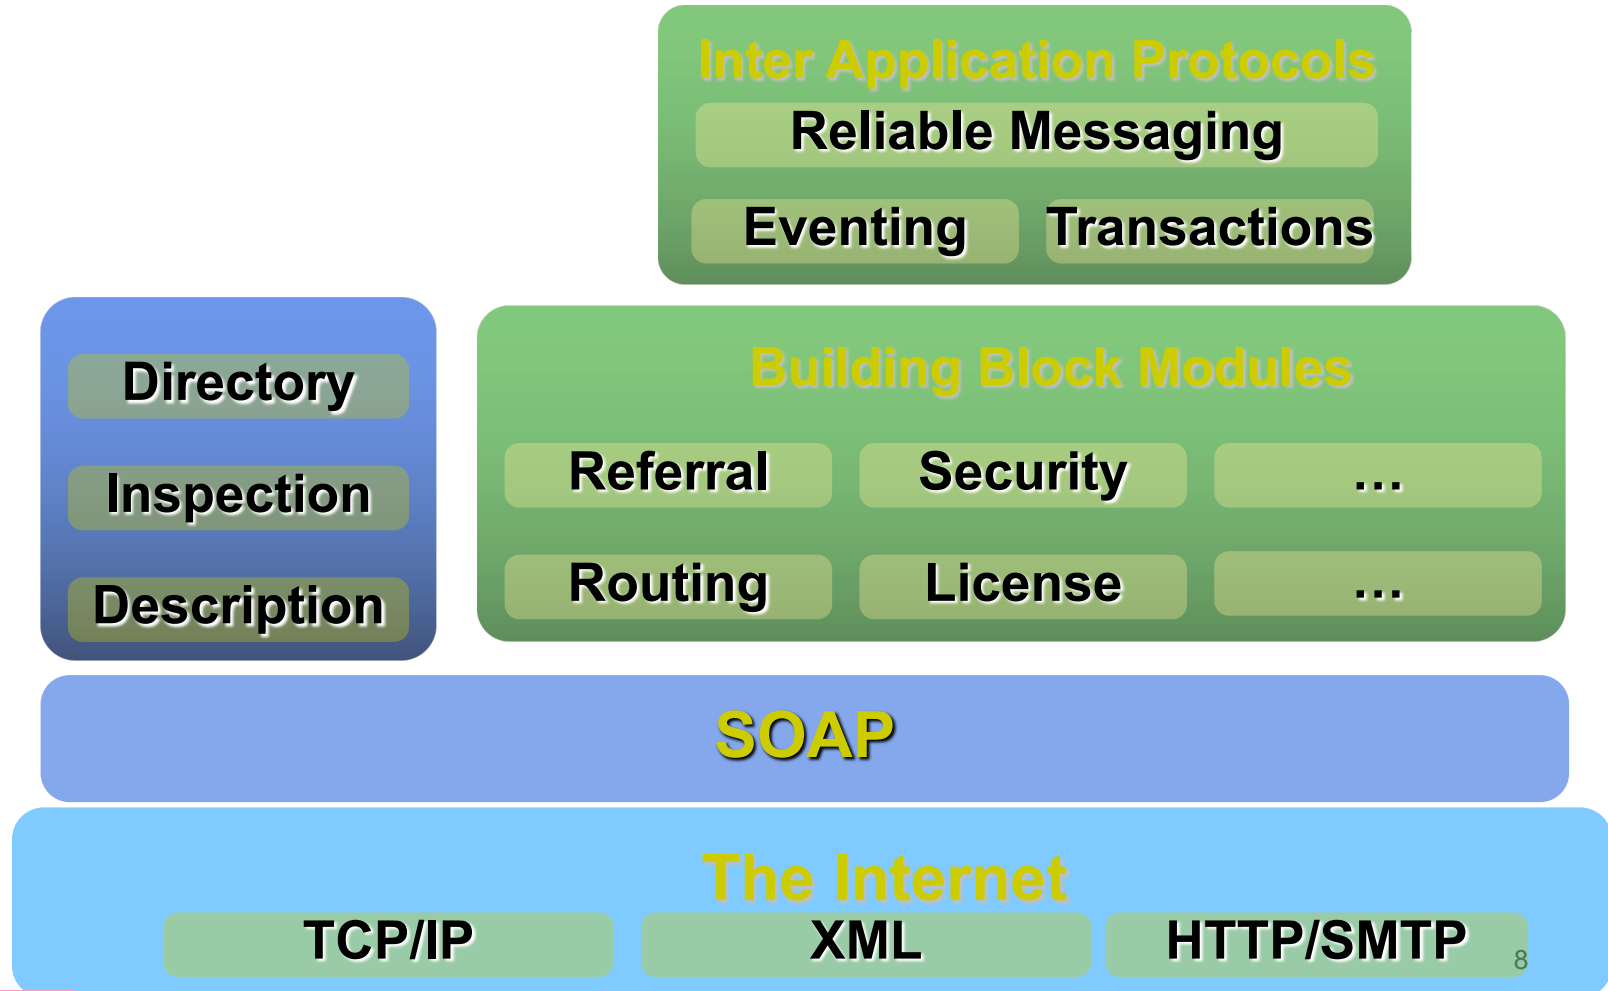 Inter Application Protocols
Reliable Messaging
Eventing
Transactions
Directory
Inspection
Description
Building Block Modules
Referral
Security
…
Routing
License
…
SOAP
The Internet
TCP/IP
XML
HTTP/SMTP
8